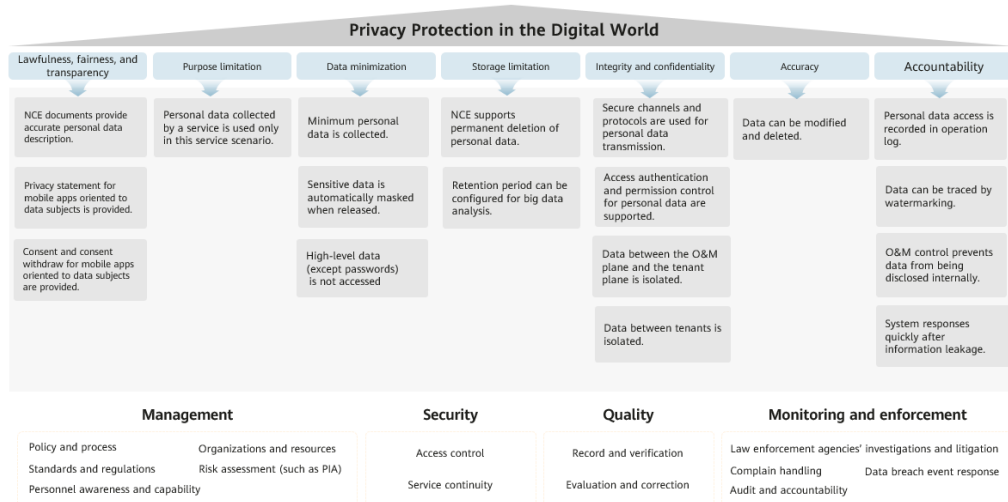 Privacy Protection in the Digital World
Lawfulness, fairness, and
transparency
Purpose limitation
Data minimization
Storage limitation
Integrity and confidentiality
Accuracy
Accountability
NCE documents provide
accurate personal data
description.
Privacy statement for
mobile apps oriented to
data subjects is provided.
Consent and consent
withdraw for mobile apps
oriented to data subjects
are provided.
Personal data collected
by a service is used only
in this service scenario.
Minimum personal
data is collected.
Sensitive data is
automatically masked
when released.
High-level data
(except passwords)
is not accessed
NCE supports
permanent deletion of
personal data.
Retention period can be
configured for big data
analysis.
Secure channels and
protocols are used for
personal data
transmission.
Access authentication
and permission control
for personal data are
supported.
Data between the O&M
plane and the tenant
plane is isolated.
Data between tenants is
isolated.
Data can be modified
and deleted.
Personal data access is
recorded in operation
log.
Data can be traced by
watermarking.
O&M control prevents
data from being
disclosed internally.
System responses
quickly after
information leakage.
Management
Policy and process
Organizations and resources
Standards and regulations
Risk assessment (such as PIA)
Personnel awareness and capability
Security
Access control
Service continuity
Quality
Record and verification
Evaluation and correction
Monitoring and enforcement
Law enforcement agencies’ investigations and litigation
Complain handling
Data breach event response
Audit and accountability